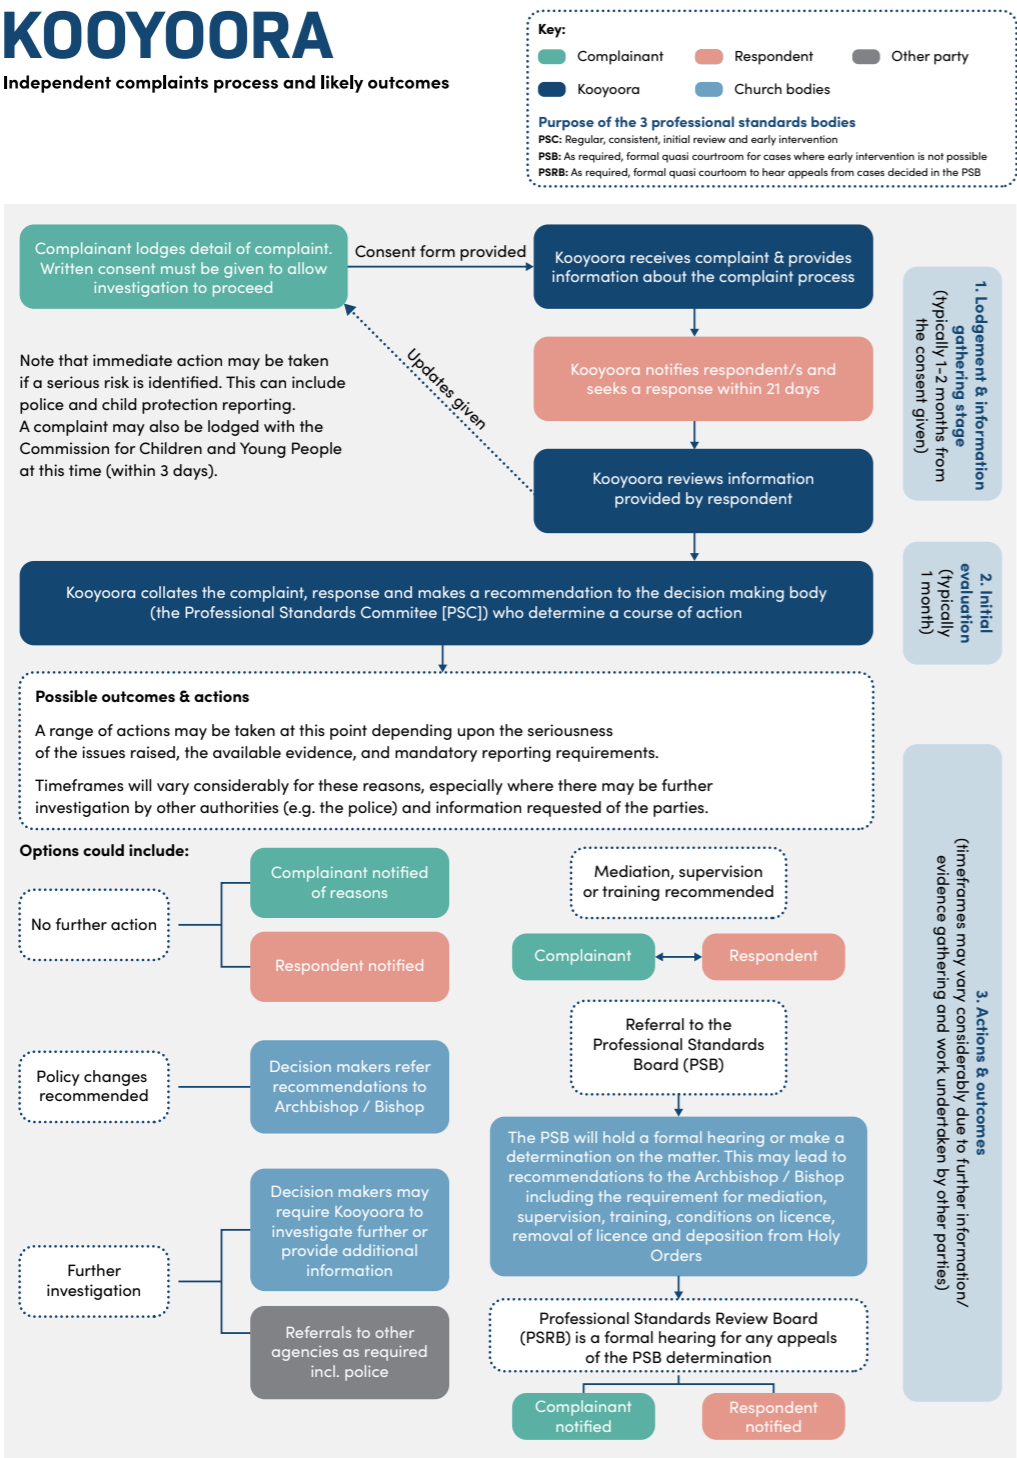 KOOYOORA
Independent complaints process and likely outcomes
Key:
Complainant
Respondent
Other party
Kooyoora
Church bodies
Purpose of the 3 professional standards bodies
PSC: Regular, consistent, initial review and early intervention
PSB: As required, formal quasi courtroom for cases where early intervention is not possible
PSRB: As required, formal quasi courtoom to hear appeals from cases decided in the PSB
Complainant lodges detail of complaint.
Written consent must be given to allow
investigation to proceed
Consent form provided
Kooyoora receives complaint & provides
information about the complaint process
1. Lodgement & information
gathering stage
(typically 1-2 months from
the consent given)
Note that immediate action may be taken
if a serious risk is identified. This can include
police and child protection reporting.
A complaint may also be lodged with the
Commission for Children and Young People
at this time (within 3 days).
Updates given
Kooyoora notifies respondent/s and
seeks a response within 21 days
Kooyoora reviews information
provided by respondent
Kooyoora collates the complaint, response and makes a recommendation to the decision making body
(the Professional Standards Commitee [PSC]) who determine a course of action
2. Initial
evaluation
(typically
1 month)
Possible outcomes & actions
A range of actions may be taken at this point depending upon the seriousness
of the issues raised, the available evidence, and mandatory reporting requirements.
Timeframes will vary considerably for these reasons, especially where there may be further
investigation by other authorities (e.g. the police) and information requested of the parties.
3. Actions & outcomes
(timeframes may vary considerably due to further information/
evidence gathering and work undertaken by other parties)
Options could include:
No further action
Complainant notified
of reasons
Respondent notified
Policy changes
recommended
Decision makers refer
recommendations to
Archbishop / Bishop
Further
investigation
Decision makers may
require Kooyoora to
investigate further or
provide additional
information
Referrals to other
agencies as required
incl. police
Mediation, supervision
or training recommended
Complainant
Respondent
Referral to the
Professional Standards
Board (PSB)
The PSB will hold a formal hearing or make a
determination on the matter. This may lead to
recommendations to the Archbishop / Bishop
including the requirement for mediation,
supervision, training, conditions on licence,
removal of licence and deposition from Holy
Orders
Professional Standards Review Board
(PSRB) is a formal hearing for any appeals
of the PSB determination
Complainant
notified
Respondent
notified